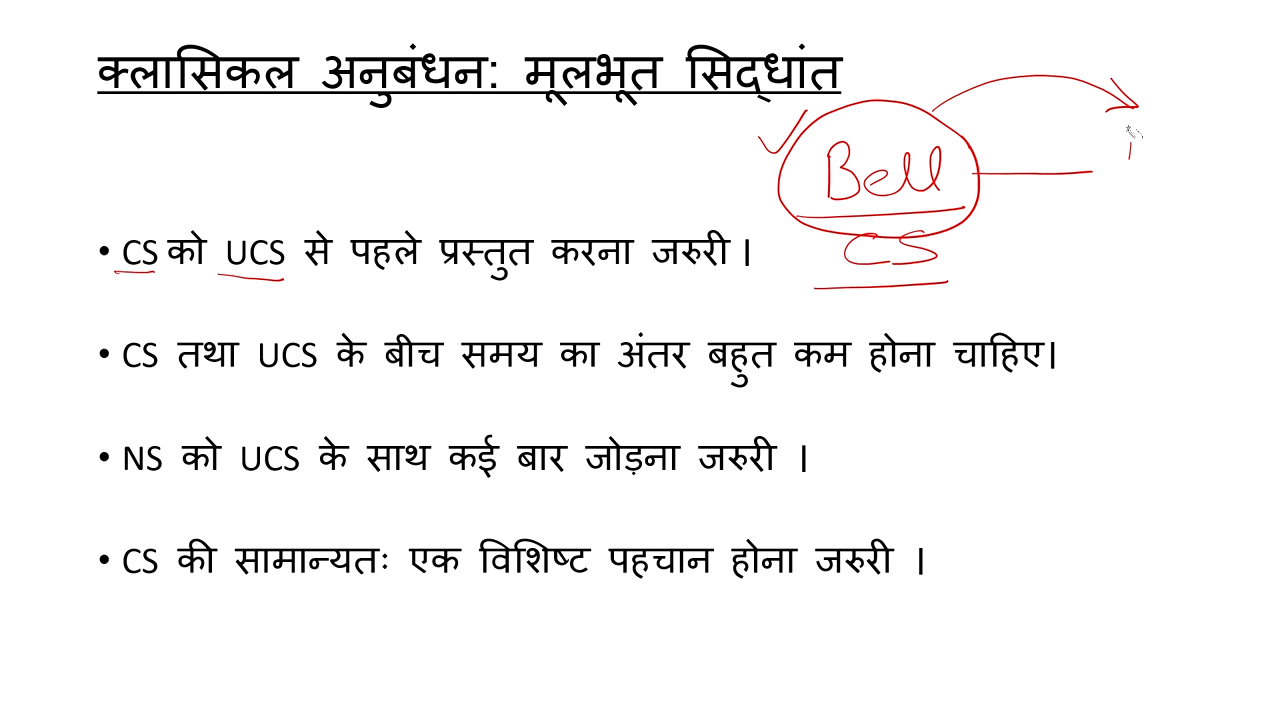 क्लासिकल अनुबंधन: मूलभूत सिद्धांत
Bell
CS
• CS को UCS से पहले प्रस्तुत करना जरुरी ।
• CS तथा UCS के बीच समय का अंतर बहुत कम होना चाहिए।
• NS को UCS के साथ कई बार जोड़ना जरुरी ।
• CS की सामान्यतः एक विशिष्ट पहचान होना जरुरी ।